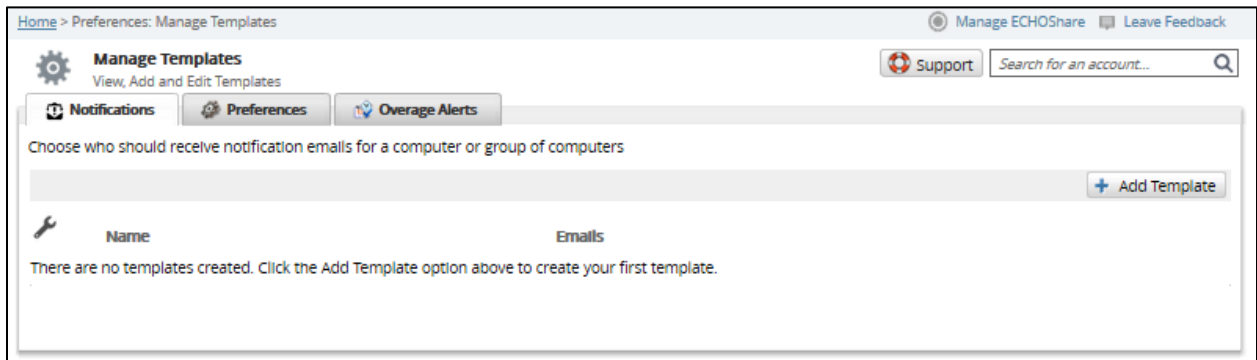 Home > Preferences: Manage Templates
Manage ECHOShare
Leave Feedback
Manage Templates
View, Add and Edit Templates
Support
Search for an account...
Notifications
Preferences
Overage Alerts
Choose who should receive notification emails for a computer or group of computers
+ Add Template
Name
Emails
There are no templates created. Click the Add Template option above to create your first template.